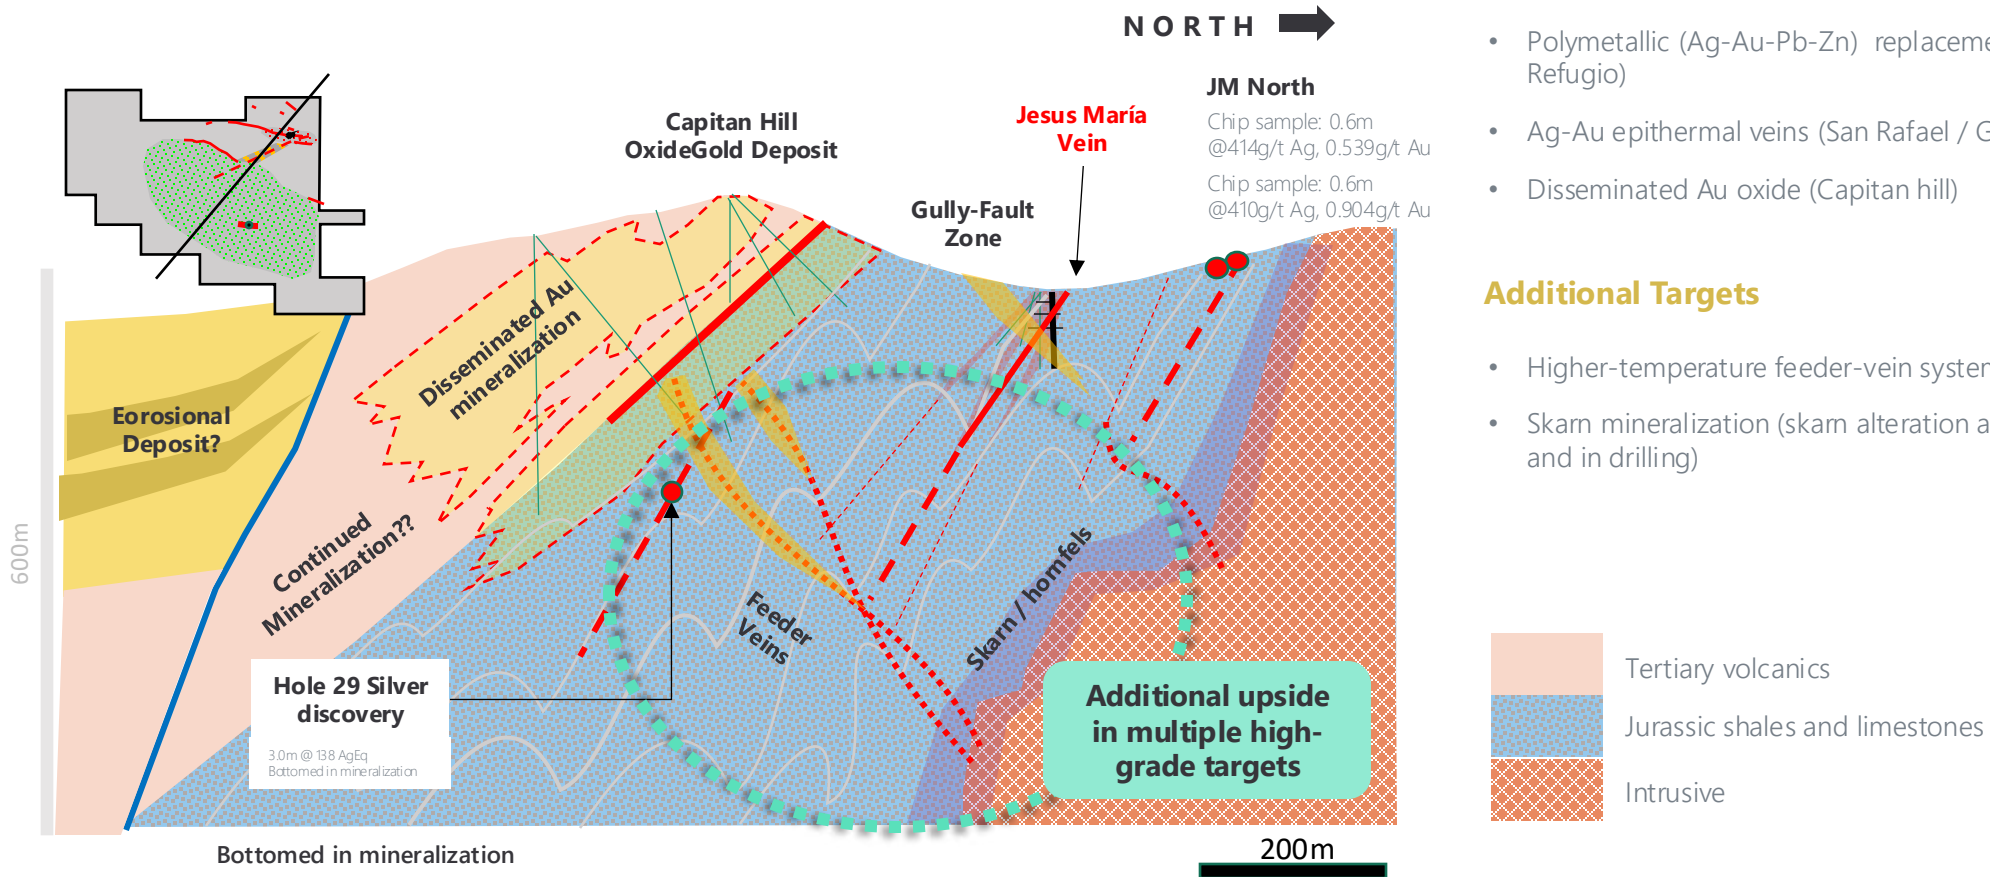 NORTH
• Polymetallic (Ag-Au-Pb-Zn) replaceme
Refugio)
• Ag-Au epithermal veins (San Rafael / G
• Disseminated Au oxide (Capitan hill)
Additional Targets
• Higher-temperature feeder-vein system
• Skarn mineralization (skarn alteration a
and in drilling)
JM North
Chip sample: 0.6m
@414g/t Ag, 0.539g/t Au
Chip sample: 0.6m
@410g/t Ag, 0.904g/t Au
Jesus María
Vein
Capitan Hill
OxideGold Deposit
Gully-Fault
Zone
Disseminated Au
mineralization
Eorosional
Deposit?
Continued
Mineralization??
600m
Feeder
Veins
Skarn / hornfels
Hole 29 Silver
discovery
3.0m @ 138 AgEq
Bottomed in mineralization
Additional upside
in multiple high-
grade targets
Tertiary volcanics
Jurassic shales and limestones
Intrusive
Bottomed in mineralization
200m